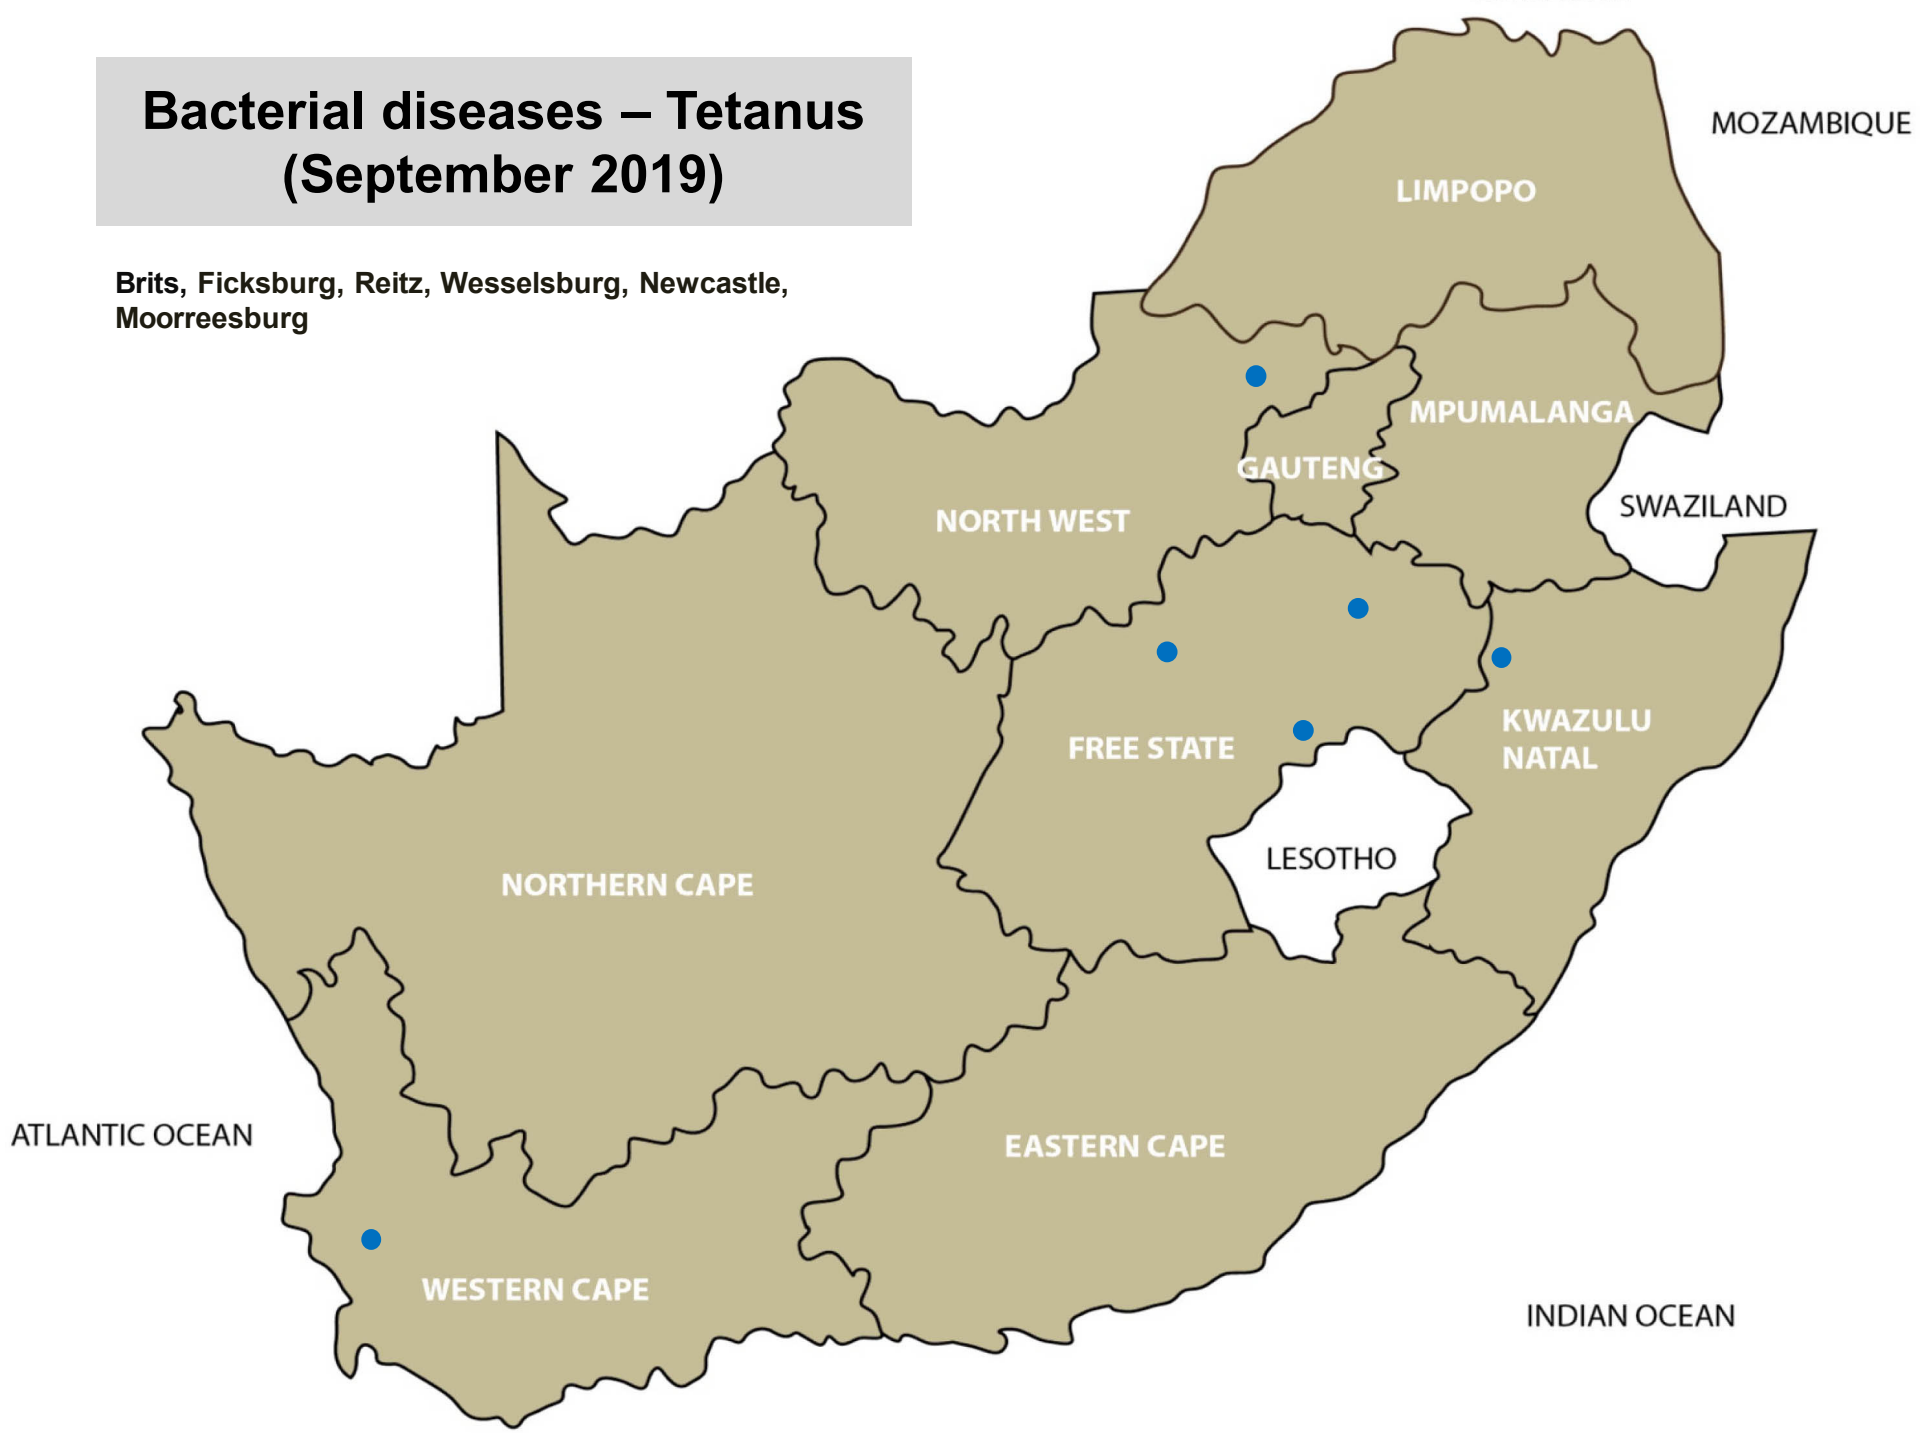 Bacterial diseases – Tetanus
(September 2019)
Brits, Ficksburg, Reitz, Wesselsburg, Newcastle,
Moorreesburg
MOZAMBIQUE
LIMPOPO
MPUMALANGA
GAUTENG
SWAZILAND
NORTH WEST
KWAZULU
NATAL
FREE STATE
LESOTHO
NORTHERN CAPE
ATLANTIC OCEAN
EASTERN CAPE
WESTERN CAPE
INDIAN OCEAN